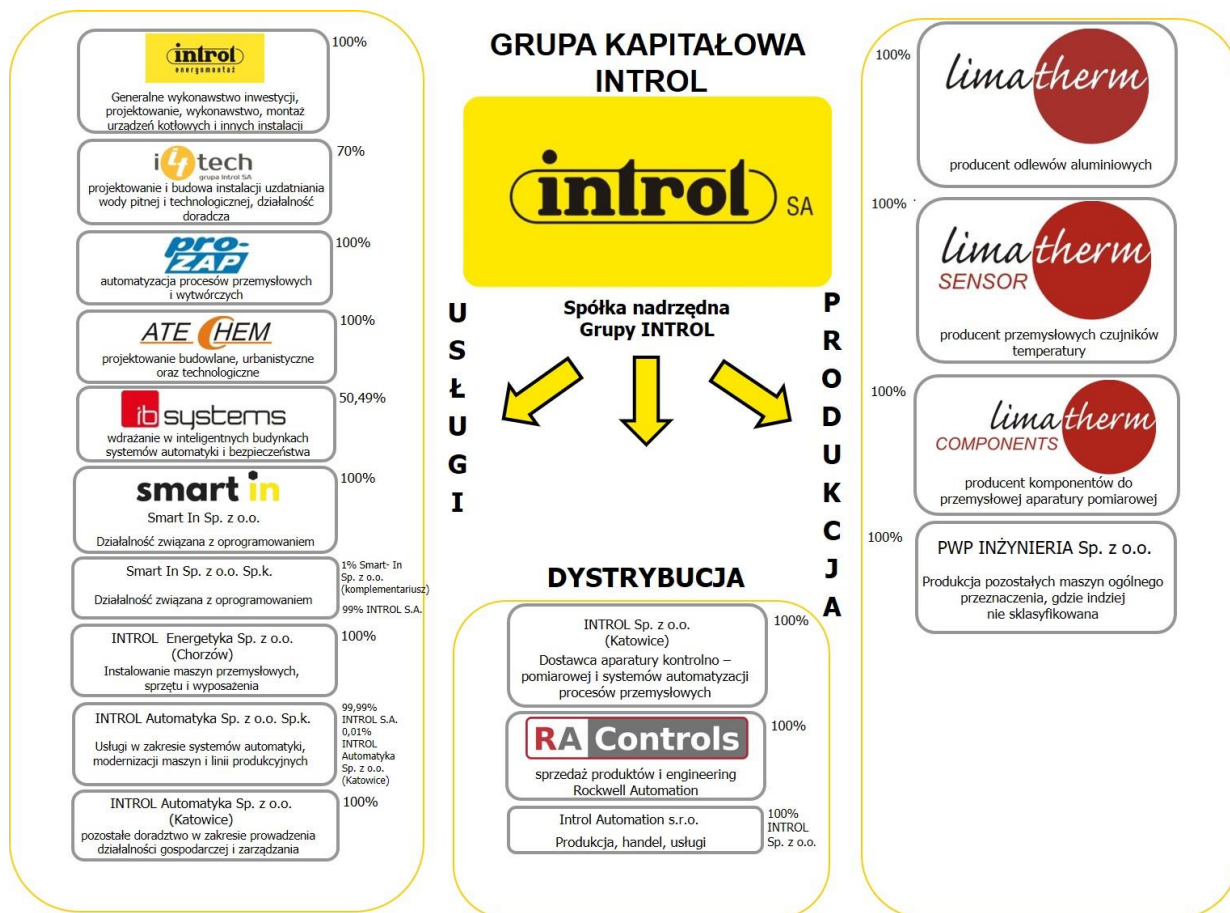 introl
energomontaż
100%
Generalne wykonawstwo inwestycji,
projektowanie, wykonawstwo, montaż
urządzeń kotłowych i innych instalacji
i4tech
grupa Introl SA
70%
projektowanie i budowa instalacji uzdatniania
wody pitnej i technologicznej, działalność
doradcza
pro-
ZAP
100%
automatyzacja procesów przemysłowych
i wytwórczych
ATE CHEM
100%
projektowanie budowlane, urbanistyczne
oraz technologiczne
ib systems
50,49%
wdrażanie w inteligentnych budynkach
systemów automatyki i bezpieczeństwa
smart in
100%
Smart In Sp. z o.o.
Działalność związana z oprogramowaniem
Smart In Sp. z o.o. Sp.k.
Działalność związana z oprogramowaniem
1% Smart- In
Sp. z o.o.
(komplementariusz)
99% INTROL S.A.
INTROL Energetyka Sp. z o.o.
(Chorzów)
Instalowanie maszyn przemysłowych,
sprzętu i wyposażenia
100%
INTROL Automatyka Sp. z o.o. Sp.k.
Usługi w zakresie systemów automatyki,
modernizacji maszyn i linii produkcyjnych
99,99%
INTROL S.A.
0,01%
INTROL
Automatyka
Sp. z o.o.
(Katowice)
INTROL Automatyka Sp. z o.o.
(Katowice)
pozostałe doradztwo w zakresie prowadzenia
działalności gospodarczej i zarządzania
100%
GRUPA KAPITAŁOWA
INTROL
introl SA
Spółka nadrzędna
Grupy INTROL
USŁUGI
PRODUKCJA
DYSTRYBUCJA
INTROL Sp. z o.o.
(Katowice)
Dostawca aparatury kontrolno –
pomiarowej i systemów automatyzacji
procesów przemysłowych
100%
RA Controls
100%
sprzedaż produktów i engineering
Rockwell Automation
Introl Automation s.r.o.
Produkcja, handel, usługi
100%
INTROL
Sp. z o.o.
100%
limatherm
producent odlewów aluminiowych
100%
limatherm
SENSOR
producent przemysłowych czujników
temperatury
100%
limatherm
COMPONENTS
producent komponentów do
przemysłowej aparatury pomiarowej
100%
PWP INŻYNIERIA Sp. z o.o.
Produkcja pozostałych maszyn ogólnego
przeznaczenia, gdzie indziej
nie sklasyfikowana